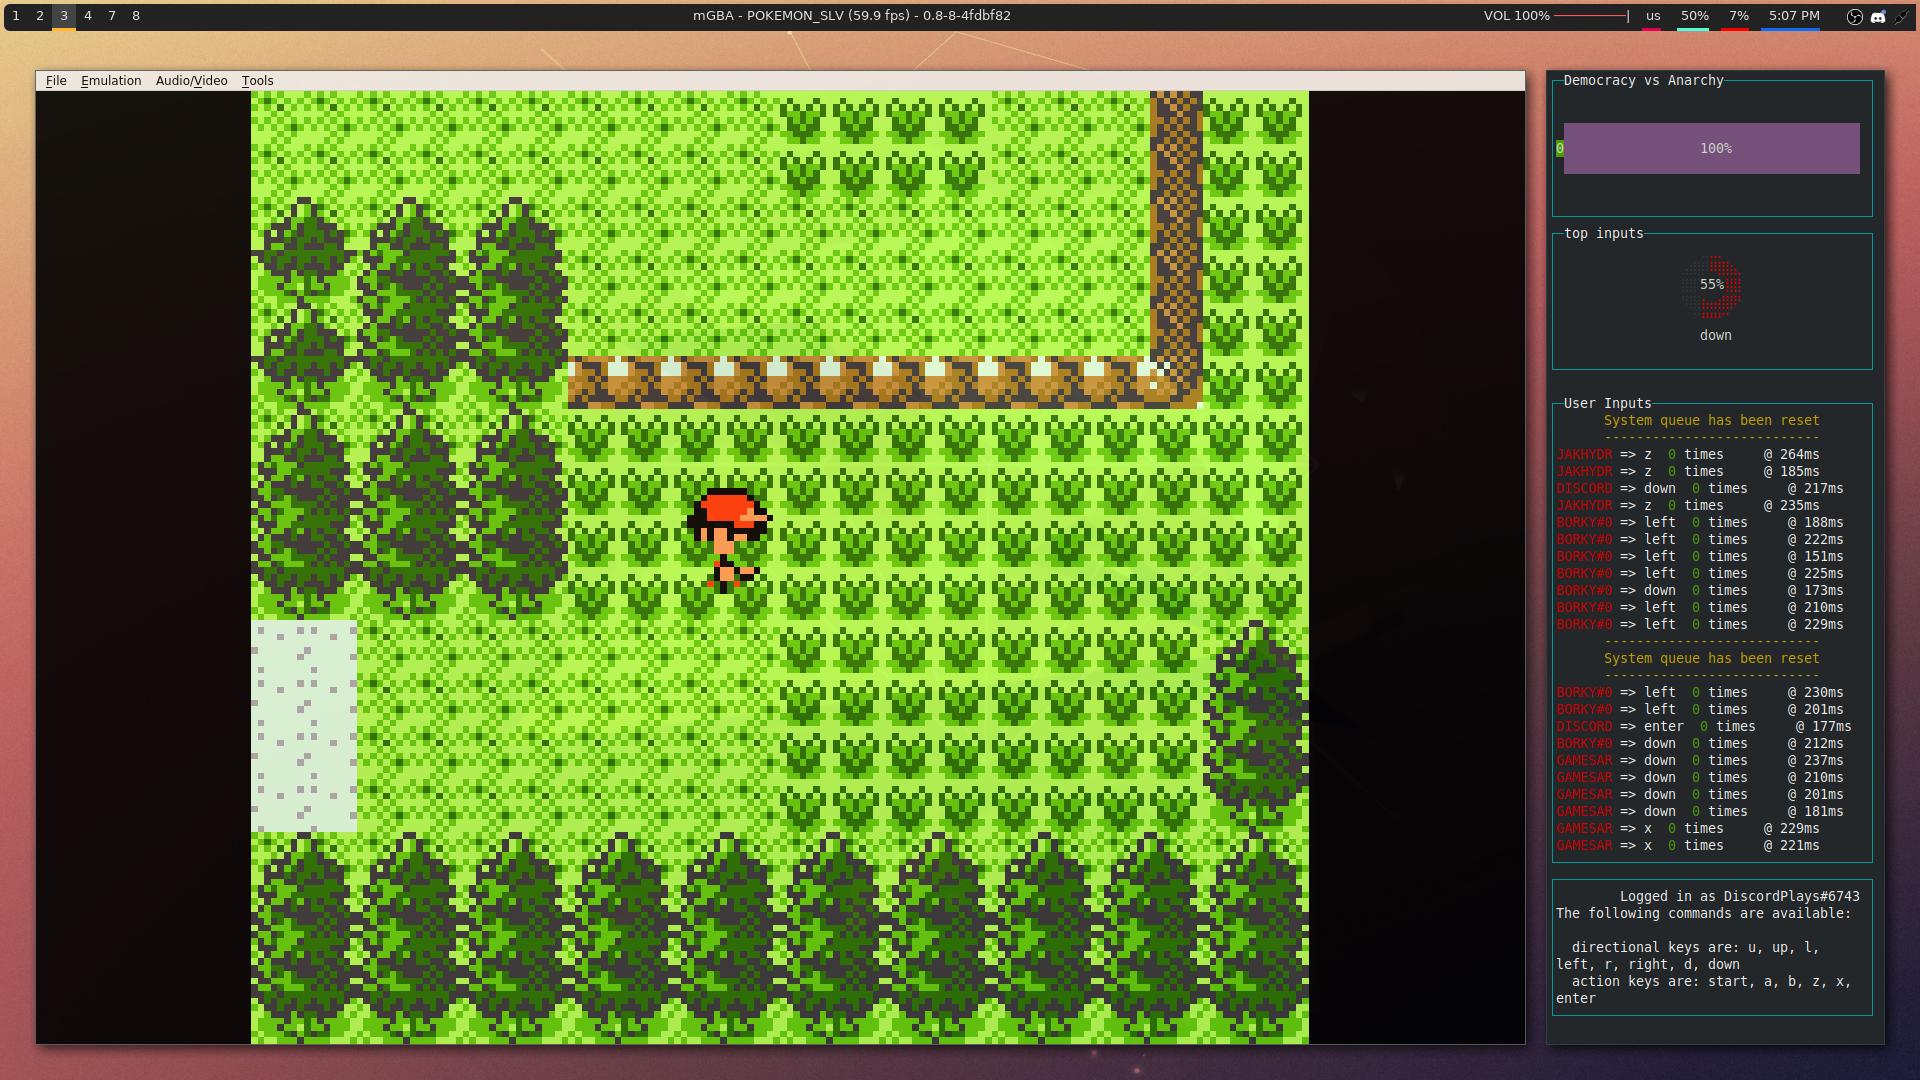 1 2 3 4 7 8
mGBA - POKEMON_SLV (59.9 fps) - 0.8-8-4fdbf82
VOL 100% us 50% 7% 5:07 PM
File Emulation Audio/Video Tools
Democracy vs Anarchy
0 100%
top inputs
55%
down
User Inputs
System queue has been reset
---------------------------
JAKHYDR => z 0 times @ 264ms
JAKHYDR => z 0 times @ 185ms
DISCORD => down 0 times @ 217ms
JAKHYDR => z 0 times @ 235ms
BORKY#0 => left 0 times @ 188ms
BORKY#0 => left 0 times @ 222ms
BORKY#0 => left 0 times @ 151ms
BORKY#0 => left 0 times @ 225ms
BORKY#0 => down 0 times @ 173ms
BORKY#0 => left 0 times @ 210ms
BORKY#0 => left 0 times @ 229ms
---------------------------
System queue has been reset
---------------------------
BORKY#0 => left 0 times @ 230ms
BORKY#0 => left 0 times @ 201ms
DISCORD => enter 0 times @ 177ms
BORKY#0 => down 0 times @ 212ms
GAMESAR => down 0 times @ 237ms
GAMESAR => down 0 times @ 210ms
GAMESAR => down 0 times @ 201ms
GAMESAR => down 0 times @ 181ms
GAMESAR => x 0 times @ 229ms
GAMESAR => x 0 times @ 221ms
Logged in as DiscordPlays#6743
The following commands are available:
directional keys are: u, up, l,
left, r, right, d, down
action keys are: start, a, b, z, x,
enter